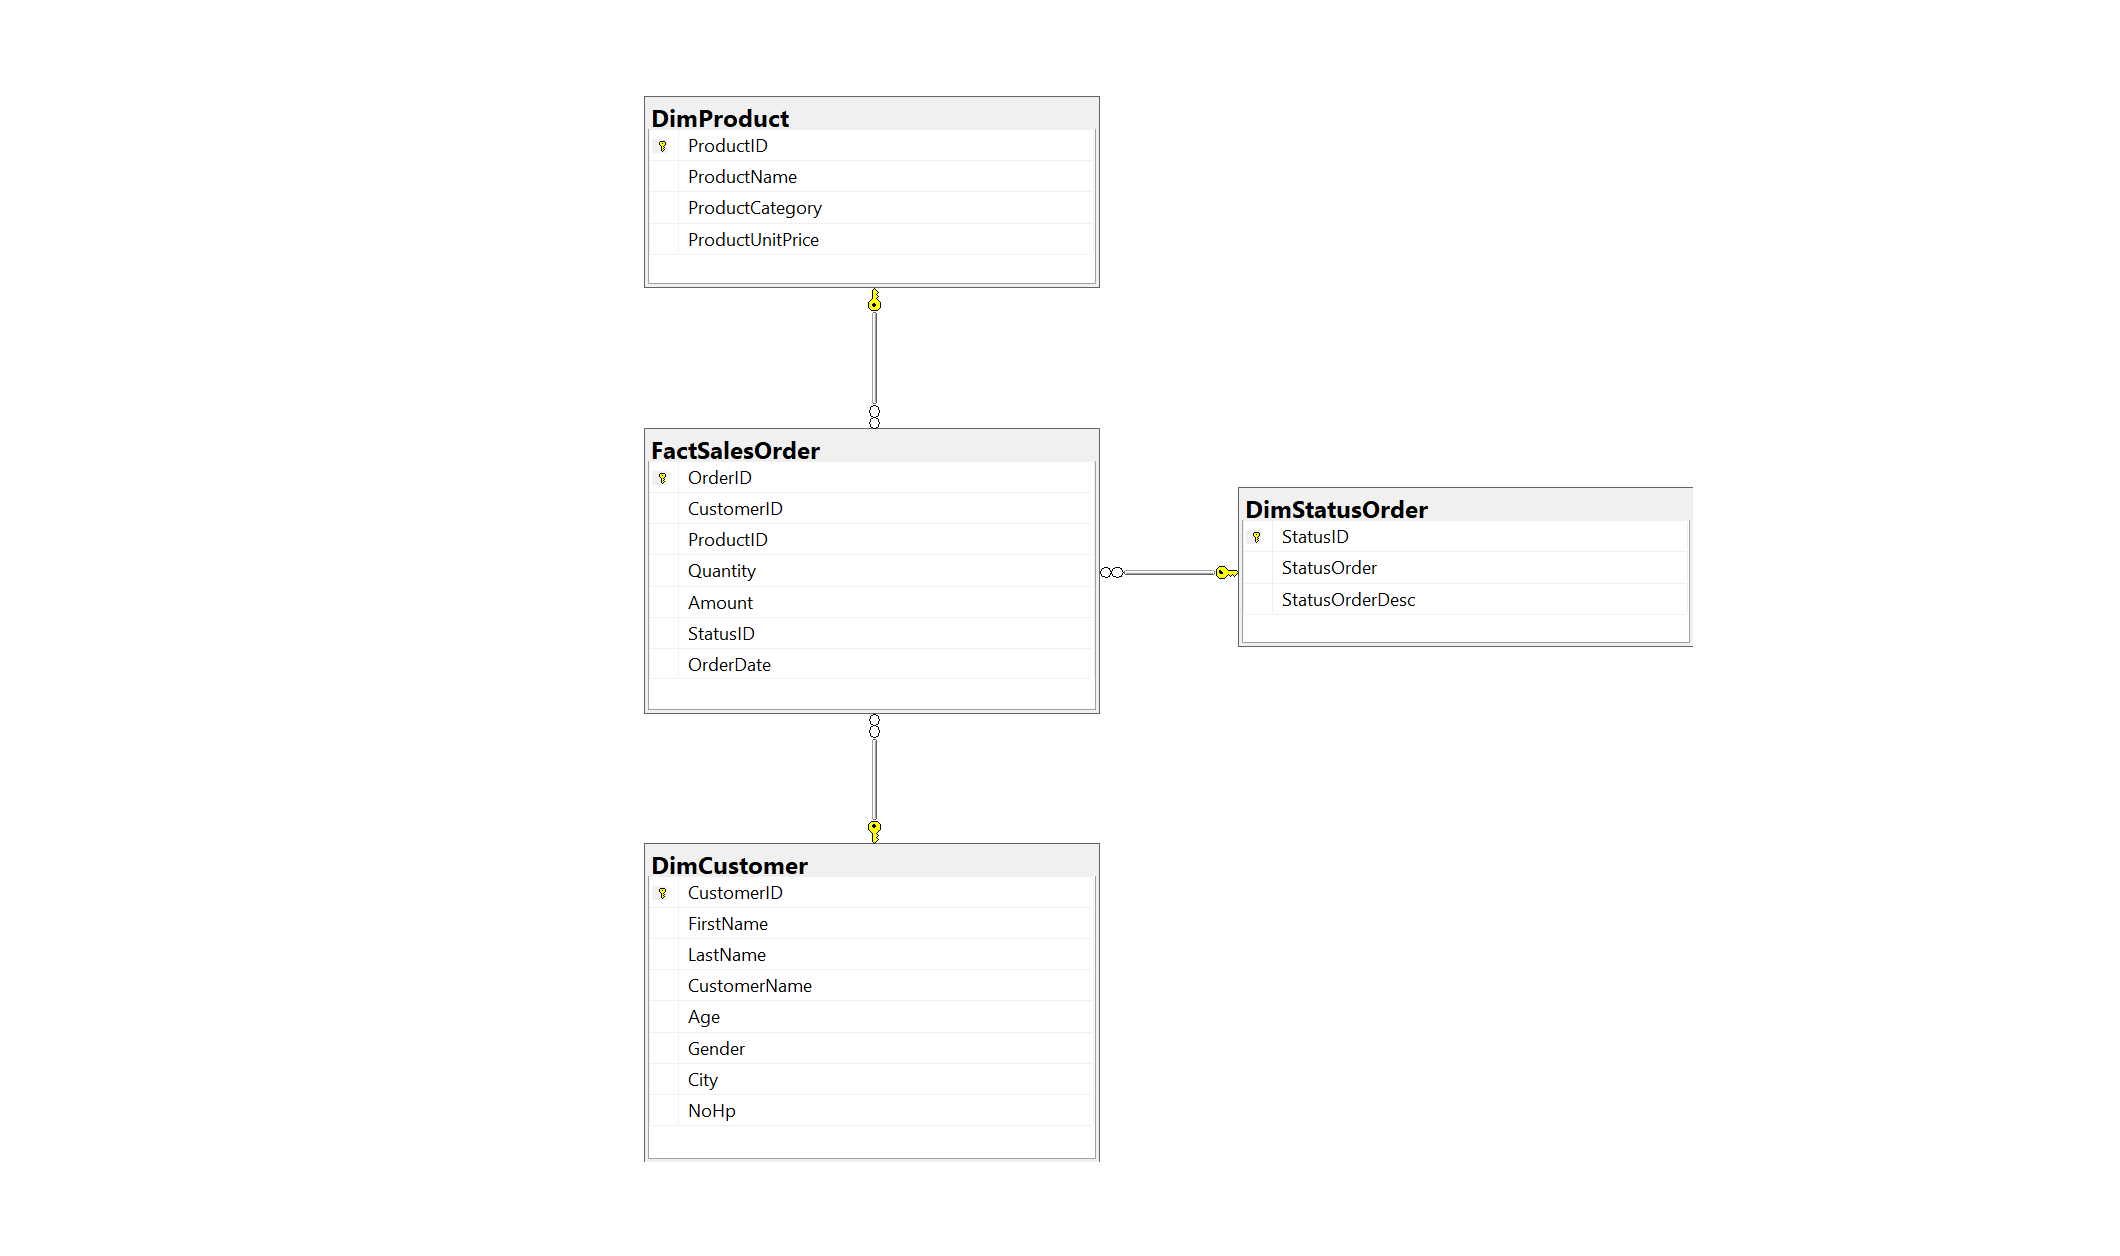 DimProduct
ProductID
ProductName
ProductCategory
ProductUnitPrice
FactSalesOrder
OrderID
CustomerID
ProductID
Quantity
Amount
StatusID
OrderDate
DimStatusOrder
StatusID
StatusOrder
StatusOrderDesc
DimCustomer
CustomerID
FirstName
LastName
CustomerName
Age
Gender
City
NoHp